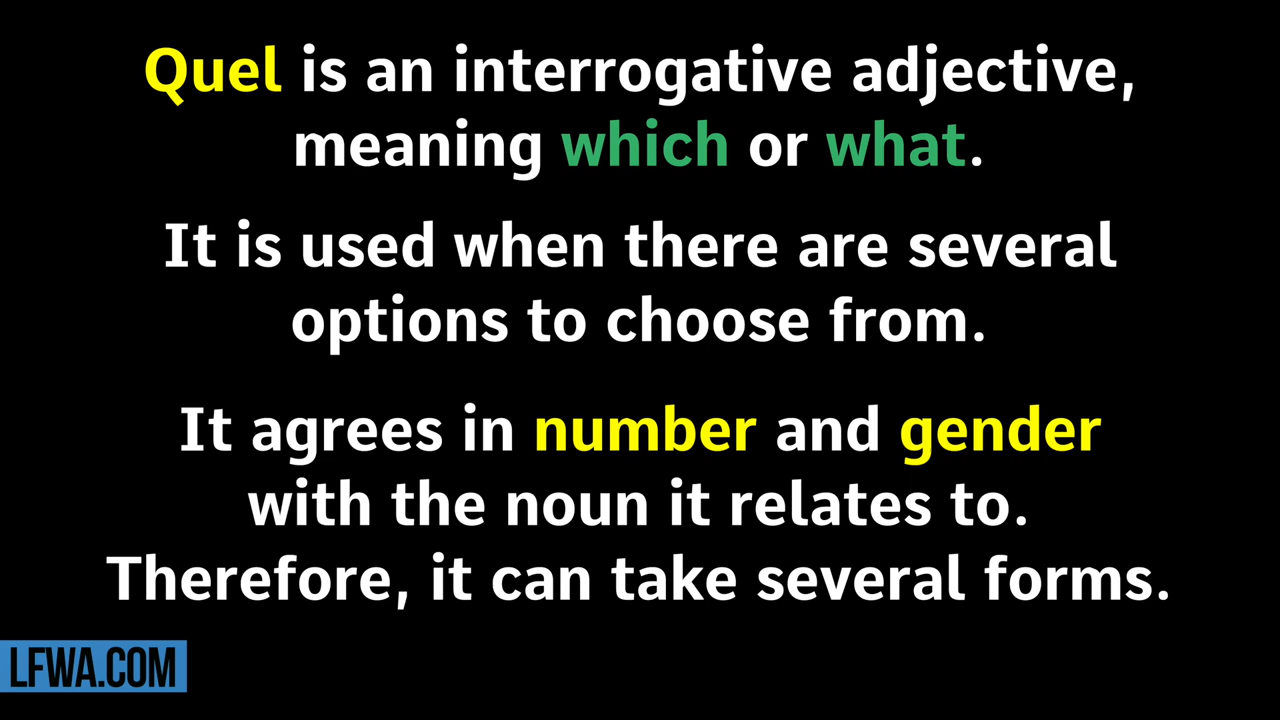 Quel is an interrogative adjective,
meaning which or what.
It is used when there are several
options to choose from.
It agrees in number and gender
with the noun it relates to.
Therefore, it can take several forms.
LFWA.COM